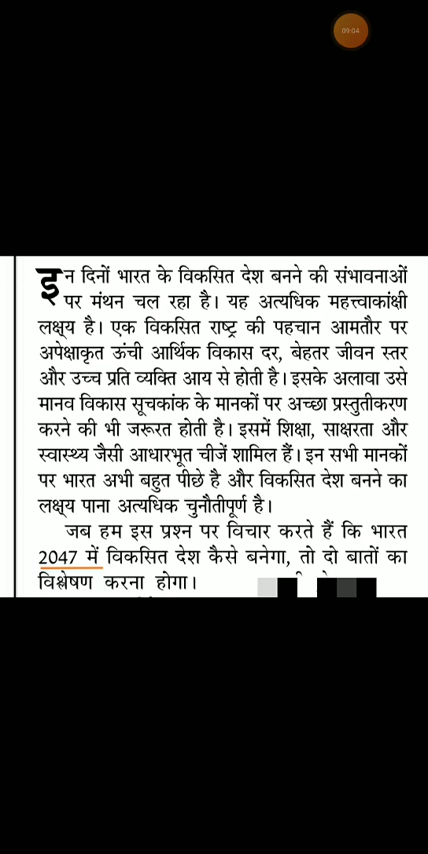 09:04
इन दिनों भारत के विकसित देश बनने की संभावनाओं
पर मंथन चल रहा है। यह अत्यधिक महत्त्वाकांक्षी
लक्ष्य है। एक विकसित राष्ट्र की पहचान आमतौर पर
अपेक्षाकृत ऊंची आर्थिक विकास दर, बेहतर जीवन स्तर
और उच्च प्रति व्यक्ति आय से होती है। इसके अलावा उसे
मानव विकास सूचकांक के मानकों पर अच्छा प्रस्तुतीकरण
करने की भी जरूरत होती है। इसमें शिक्षा, साक्षरता और
स्वास्थ्य जैसी आधारभूत चीजें शामिल हैं। इन सभी मानकों
पर भारत अभी बहुत पीछे है और विकसित देश बनने का
लक्ष्य पाना अत्यधिक चुनौतीपूर्ण है।
जब हम इस प्रश्न पर विचार करते हैं कि भारत
2047 में विकसित देश कैसे बनेगा, तो दो बातों का
विश्लेषण करना होगा।